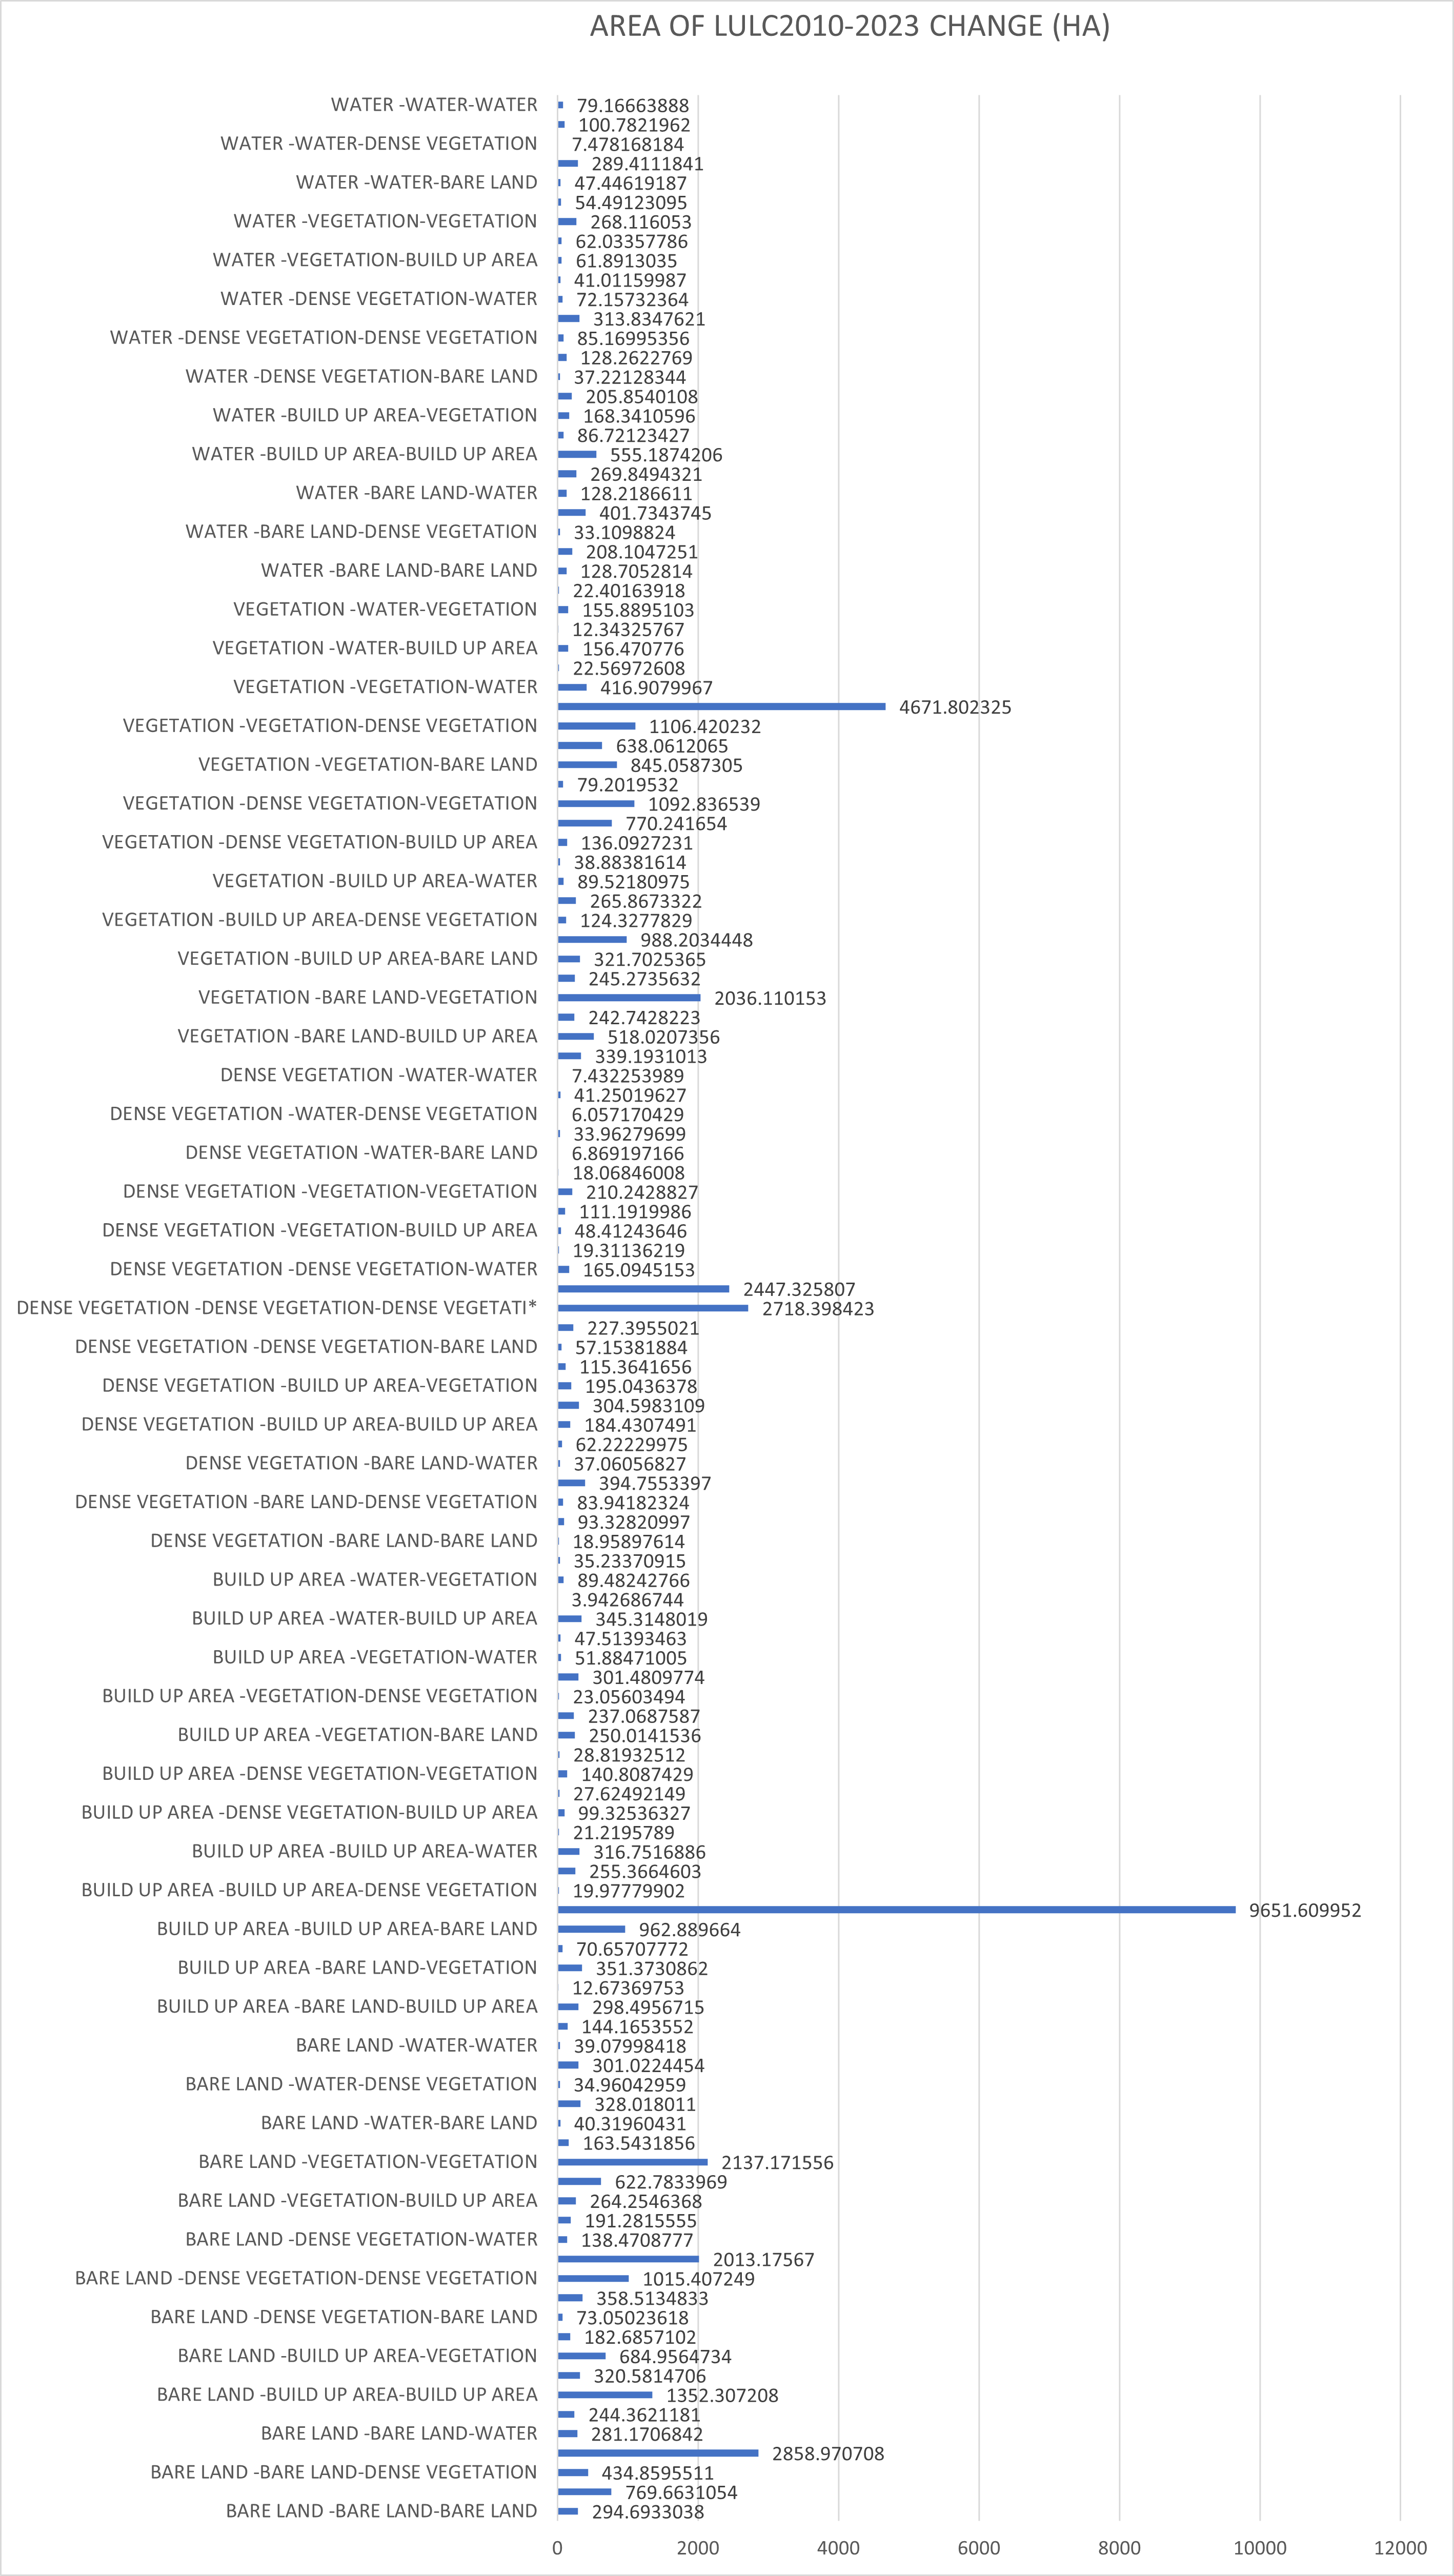 AREA OF LULC2010-2023 CHANGE (HA)
WATER -WATER-WATER 79.16663888
100.7821962
WATER -WATER-DENSE VEGETATION 7.478168184
289.4111841
WATER -WATER-BARE LAND 47.44619187
54.49123095
WATER -VEGETATION-VEGETATION 268.116053
62.03357786
WATER -VEGETATION-BUILD UP AREA 61.8913035
41.01159987
WATER -DENSE VEGETATION-WATER 72.15732364
313.8347621
WATER -DENSE VEGETATION-DENSE VEGETATION 85.16995356
128.2622769
WATER -DENSE VEGETATION-BARE LAND 37.22128344
205.8540108
WATER -BUILD UP AREA-VEGETATION 168.3410596
86.72123427
WATER -BUILD UP AREA-BUILD UP AREA 555.1874206
269.8494321
WATER -BARE LAND-WATER 128.2186611
401.7343745
WATER -BARE LAND-DENSE VEGETATION 33.1098824
208.1047251
WATER -BARE LAND-BARE LAND 128.7052814
22.40163918
VEGETATION -WATER-VEGETATION 155.8895103
12.34325767
VEGETATION -WATER-BUILD UP AREA 156.470776
22.56972608
VEGETATION -VEGETATION-WATER 416.9079967
4671.802325
VEGETATION -VEGETATION-DENSE VEGETATION 1106.420232
638.0612065
VEGETATION -VEGETATION-BARE LAND 845.0587305
79.2019532
VEGETATION -DENSE VEGETATION-VEGETATION 1092.836539
770.241654
VEGETATION -DENSE VEGETATION-BUILD UP AREA 136.0927231
38.88381614
VEGETATION -BUILD UP AREA-WATER 89.52180975
265.8673322
VEGETATION -BUILD UP AREA-DENSE VEGETATION 124.3277829
988.2034448
VEGETATION -BUILD UP AREA-BARE LAND 321.7025365
245.2735632
VEGETATION -BARE LAND-VEGETATION 2036.110153
242.7428223
VEGETATION -BARE LAND-BUILD UP AREA 518.0207356
339.1931013
DENSE VEGETATION -WATER-WATER 7.432253989
41.25019627
DENSE VEGETATION -WATER-DENSE VEGETATION 6.057170429
33.96279699
DENSE VEGETATION -WATER-BARE LAND 6.869197166
18.06846008
DENSE VEGETATION -VEGETATION-VEGETATION 210.2428827
111.1919986
DENSE VEGETATION -VEGETATION-BUILD UP AREA 48.41243646
19.31136219
DENSE VEGETATION -DENSE VEGETATION-WATER 165.0945153
2447.325807
DENSE VEGETATION -DENSE VEGETATION-DENSE VEGETATI* 2718.398423
227.3955021
DENSE VEGETATION -DENSE VEGETATION-BARE LAND 57.15381884
115.3641656
DENSE VEGETATION -BUILD UP AREA-VEGETATION 195.0436378
304.5983109
DENSE VEGETATION -BUILD UP AREA-BUILD UP AREA 184.4307491
62.22229975
DENSE VEGETATION -BARE LAND-WATER 37.06056827
394.7553397
DENSE VEGETATION -BARE LAND-DENSE VEGETATION 83.94182324
93.32820997
DENSE VEGETATION -BARE LAND-BARE LAND 18.95897614
35.23370915
BUILD UP AREA -WATER-VEGETATION 89.48242766
3.942686744
BUILD UP AREA -WATER-BUILD UP AREA 345.3148019
47.51393463
BUILD UP AREA -VEGETATION-WATER 51.88471005
301.4809774
BUILD UP AREA -VEGETATION-DENSE VEGETATION 23.05603494
237.0687587
BUILD UP AREA -VEGETATION-BARE LAND 250.0141536
28.81932512
BUILD UP AREA -DENSE VEGETATION-VEGETATION 140.8087429
27.62492149
BUILD UP AREA -DENSE VEGETATION-BUILD UP AREA 99.32536327
21.2195789
BUILD UP AREA -BUILD UP AREA-WATER 316.7516886
255.3664603
BUILD UP AREA -BUILD UP AREA-DENSE VEGETATION 19.97779902
9651.609952
BUILD UP AREA -BUILD UP AREA-BARE LAND 962.889664
70.65707772
BUILD UP AREA -BARE LAND-VEGETATION 351.3730862
12.67369753
BUILD UP AREA -BARE LAND-BUILD UP AREA 298.4956715
144.1653552
BARE LAND -WATER-WATER 39.07998418
301.0224454
BARE LAND -WATER-DENSE VEGETATION 34.96042959
328.018011
BARE LAND -WATER-BARE LAND 40.31960431
163.5431856
BARE LAND -VEGETATION-VEGETATION 2137.171556
622.7833969
BARE LAND -VEGETATION-BUILD UP AREA 264.2546368
191.2815555
BARE LAND -DENSE VEGETATION-WATER 138.4708777
2013.17567
BARE LAND -DENSE VEGETATION-DENSE VEGETATION 1015.407249
358.5134833
BARE LAND -DENSE VEGETATION-BARE LAND 73.05023618
182.6857102
BARE LAND -BUILD UP AREA-VEGETATION 684.9564734
320.5814706
BARE LAND -BUILD UP AREA-BUILD UP AREA 1352.307208
244.3621181
BARE LAND -BARE LAND-WATER 281.1706842
2858.970708
BARE LAND -BARE LAND-DENSE VEGETATION 434.8595511
769.6631054
BARE LAND -BARE LAND-BARE LAND 294.6933038
0 2000 4000 6000 8000 10000 12000